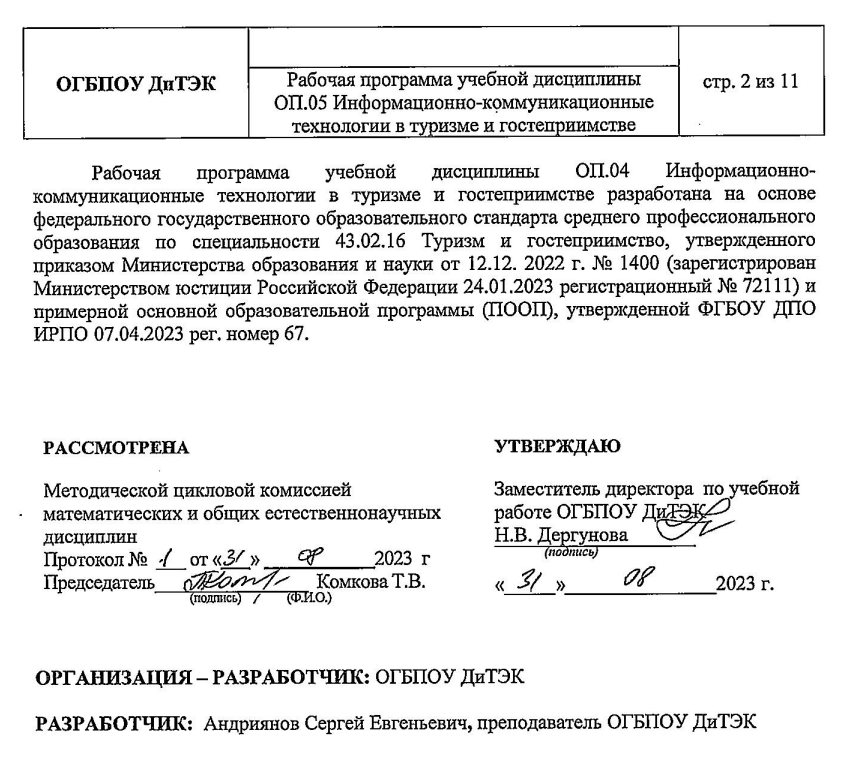 ОГБПОУ ДиТЭК
Рабочая программа учебной дисциплины
ОП.05 Информационно-коммуникационные
технологии в туризме и гостеприимстве
стр. 2 из 11
Рабочая программа учебной дисциплины ОП.04 Информационно-
коммуникационные технологии в туризме и гостеприимстве разработана на основе
федерального государственного образовательного стандарта среднего профессионального
образования по специальности 43.02.16 Туризм и гостеприимство, утвержденного
приказом Министерства образования и науки от 12.12. 2022 г. № 1400 (зарегистрирован
Министерством юстиции Российской Федерации 24.01.2023 регистрационный № 72111) и
примерной основной образовательной программы (ПООП), утвержденной ФГБОУ ДПО
ИРПО 07.04.2023 рег. номер 67.
РАССМОТРЕНА
Методической цикловой комиссией
математических и общих естественнонаучных
дисциплин
Протокол № 1 от «31» 08 2023 г
Председатель Комкова Т.В.
(подпись) / (Ф.И.О.)
УТВЕРЖДАЮ
Заместитель директора по учебной
работе ОГБПОУ ДиТЭК
Н.В. Дергунова
(подпись)
« 31 » 08 2023 г.
ОРГАНИЗАЦИЯ – РАЗРАБОТЧИК: ОГБПОУ ДиТЭК
РАЗРАБОТЧИК: Андриянов Сергей Евгеньевич, преподаватель ОГБПОУ ДиТЭК